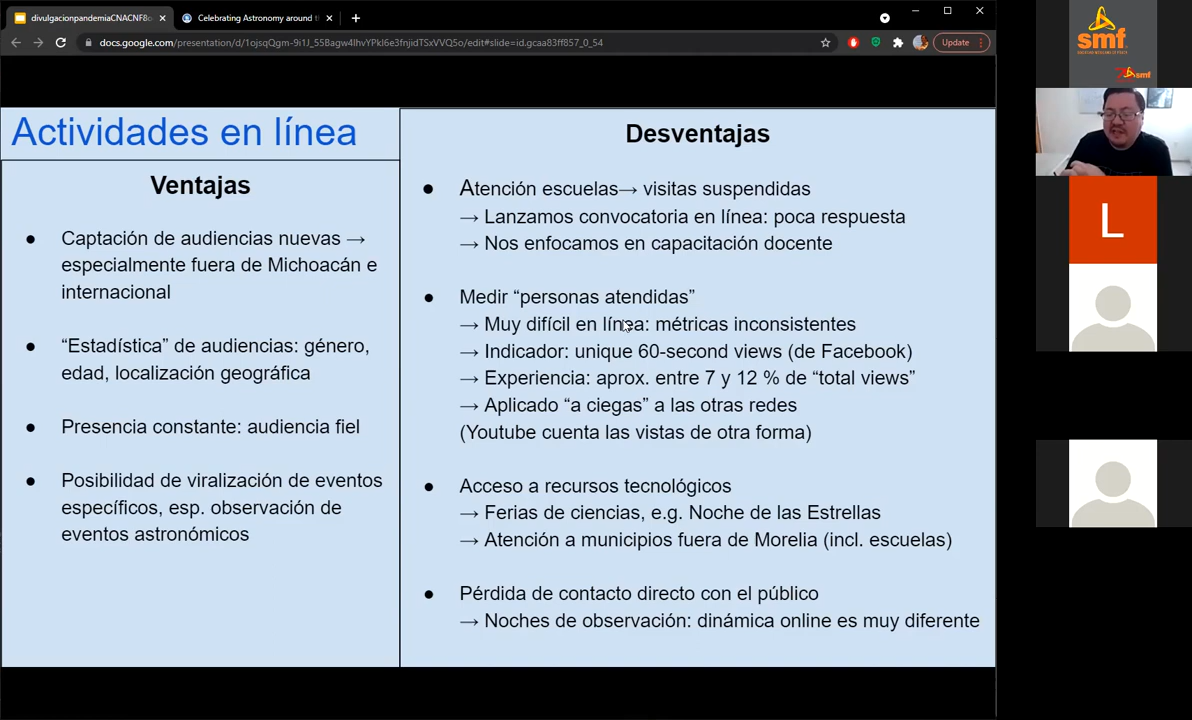 divulgacionpandemiaCNACNF8o
Celebrating Astronomy around t
docs.google.com/presentation/d/1ojsqQgm-9i1J_55Bagw4IhvYPkI6e3fnjidTSxVVQ5o/edit#slide=id.gcaa83ff857_0_54
Update
Actividades en línea
Ventajas
● Captación de audiencias nuevas →
especialmente fuera de Michoacán e
internacional
● “Estadística” de audiencias: género,
edad, localización geográfica
● Presencia constante: audiencia fiel
● Posibilidad de viralización de eventos
específicos, esp. observación de
eventos astronómicos
Desventajas
● Atención escuelas→ visitas suspendidas
→ Lanzamos convocatoria en línea: poca respuesta
→ Nos enfocamos en capacitación docente
● Medir “personas atendidas”
→ Muy difícil en línea: métricas inconsistentes
→ Indicador: unique 60-second views (de Facebook)
→ Experiencia: aprox. entre 7 y 12 % de “total views”
→ Aplicado “a ciegas” a las otras redes
(Youtube cuenta las vistas de otra forma)
● Acceso a recursos tecnológicos
→ Ferias de ciencias, e.g. Noche de las Estrellas
→ Atención a municipios fuera de Morelia (incl. escuelas)
● Pérdida de contacto directo con el público
→ Noches de observación: dinámica online es muy diferente
smf
smf
L